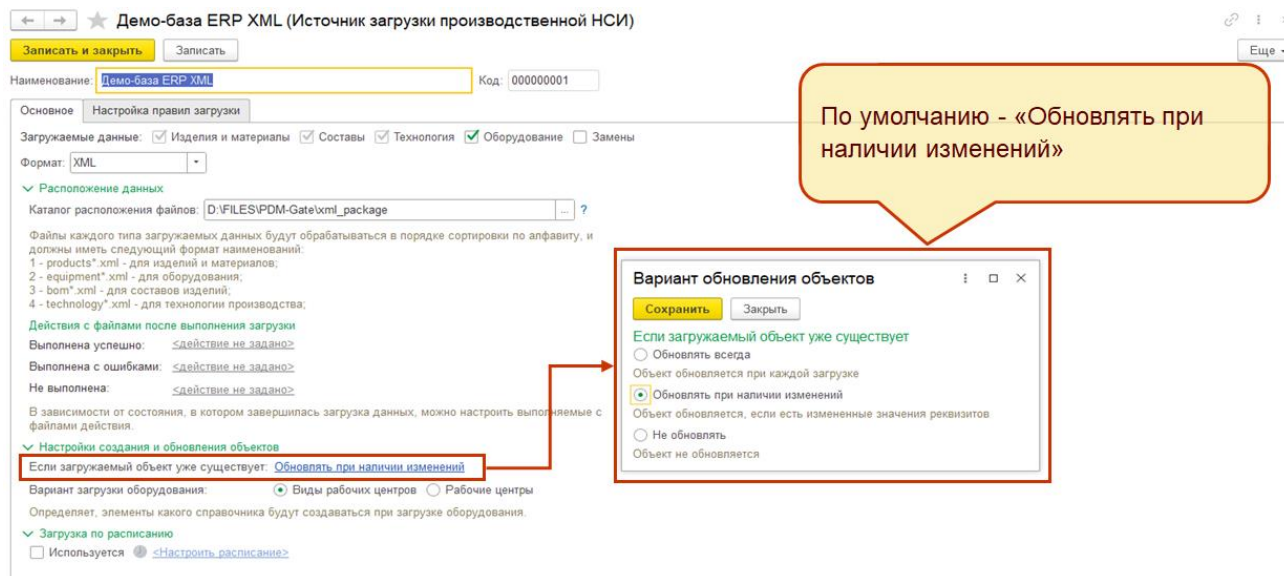 Демо-база ERP XML (Источник загрузки производственной НСИ)
Записать и закрыть Записать Еще
Наименование: Демо-база ERP XML Код: 000000001
Основное Настройка правил загрузки
Загружаемые данные: Изделия и материалы Составы Технология Оборудование Замены
Формат: XML
Расположение данных
Каталог расположения файлов: D:\FILES\PDM-Gate\xml_package ... ?
Файлы каждого типа загружаемых данных будут обрабатываться в порядке сортировки по алфавиту, и
должны иметь следующий формат наименований:
1 - products*.xml - для изделий и материалов;
2 - equipment*.xml - для оборудования;
3 - bom*.xml - для составов изделий;
4 - technology*.xml - для технологии производства;
Действия с файлами после выполнения загрузки
Выполнена успешно: <действие не задано>
Выполнена с ошибками: <действие не задано>
Не выполнена: <действие не задано>
В зависимости от состояния, в котором завершилась загрузка данных, можно настроить выполняемые с
файлами действия.
Настройки создания и обновления объектов
Если загружаемый объект уже существует: Обновлять при наличии изменений
Вариант загрузки оборудования: Виды рабочих центров Рабочие центры
Определяет, элементы какого справочника будут создаваться при загрузке оборудования.
Загрузка по расписанию
Используется <Настроить расписание>
По умолчанию - «Обновлять при
наличии изменений»
Вариант обновления объектов
Сохранить Закрыть
Если загружаемый объект уже существует
Обновлять всегда
Объект обновляется при каждой загрузке
Обновлять при наличии изменений
Объект обновляется, если есть измененные значения реквизитов
Не обновлять
Объект не обновляется